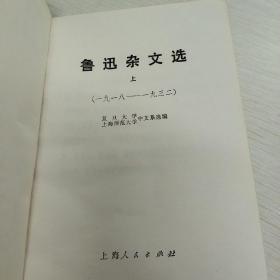 鲁迅杂文选
上
(一九一八——一九三二)
复旦大学
上海师范大学中文系选编
上海人民出版社